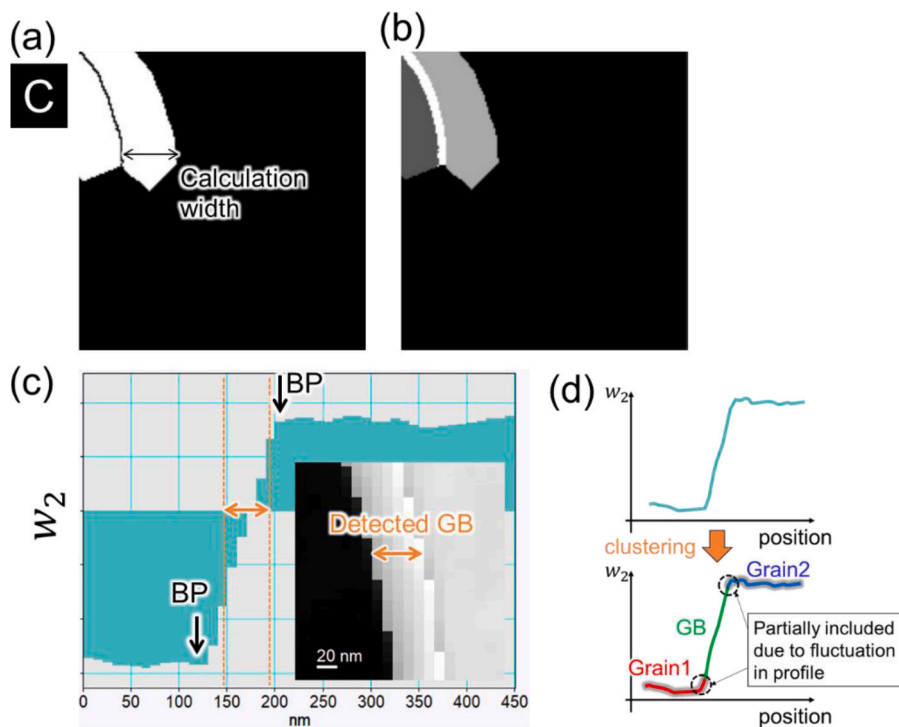 (a)
(b)
C
Calculation
width
(c)
BP
w₂
BP
Detected GB
20 nm
0 50 100 150 200 250 300 350 400 450
nm
(d)
w₂
position
clustering
w₂
Grain2
GB
Partially included
due to fluctuation
in profile
Grain1
position